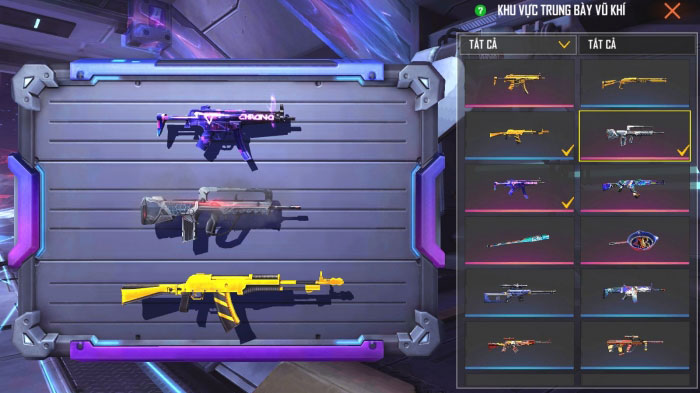 ? KHU VỰC TRƯNG BÀY VŨ KHÍ
TẤT CẢ
TẤT CẢ
CHRONO